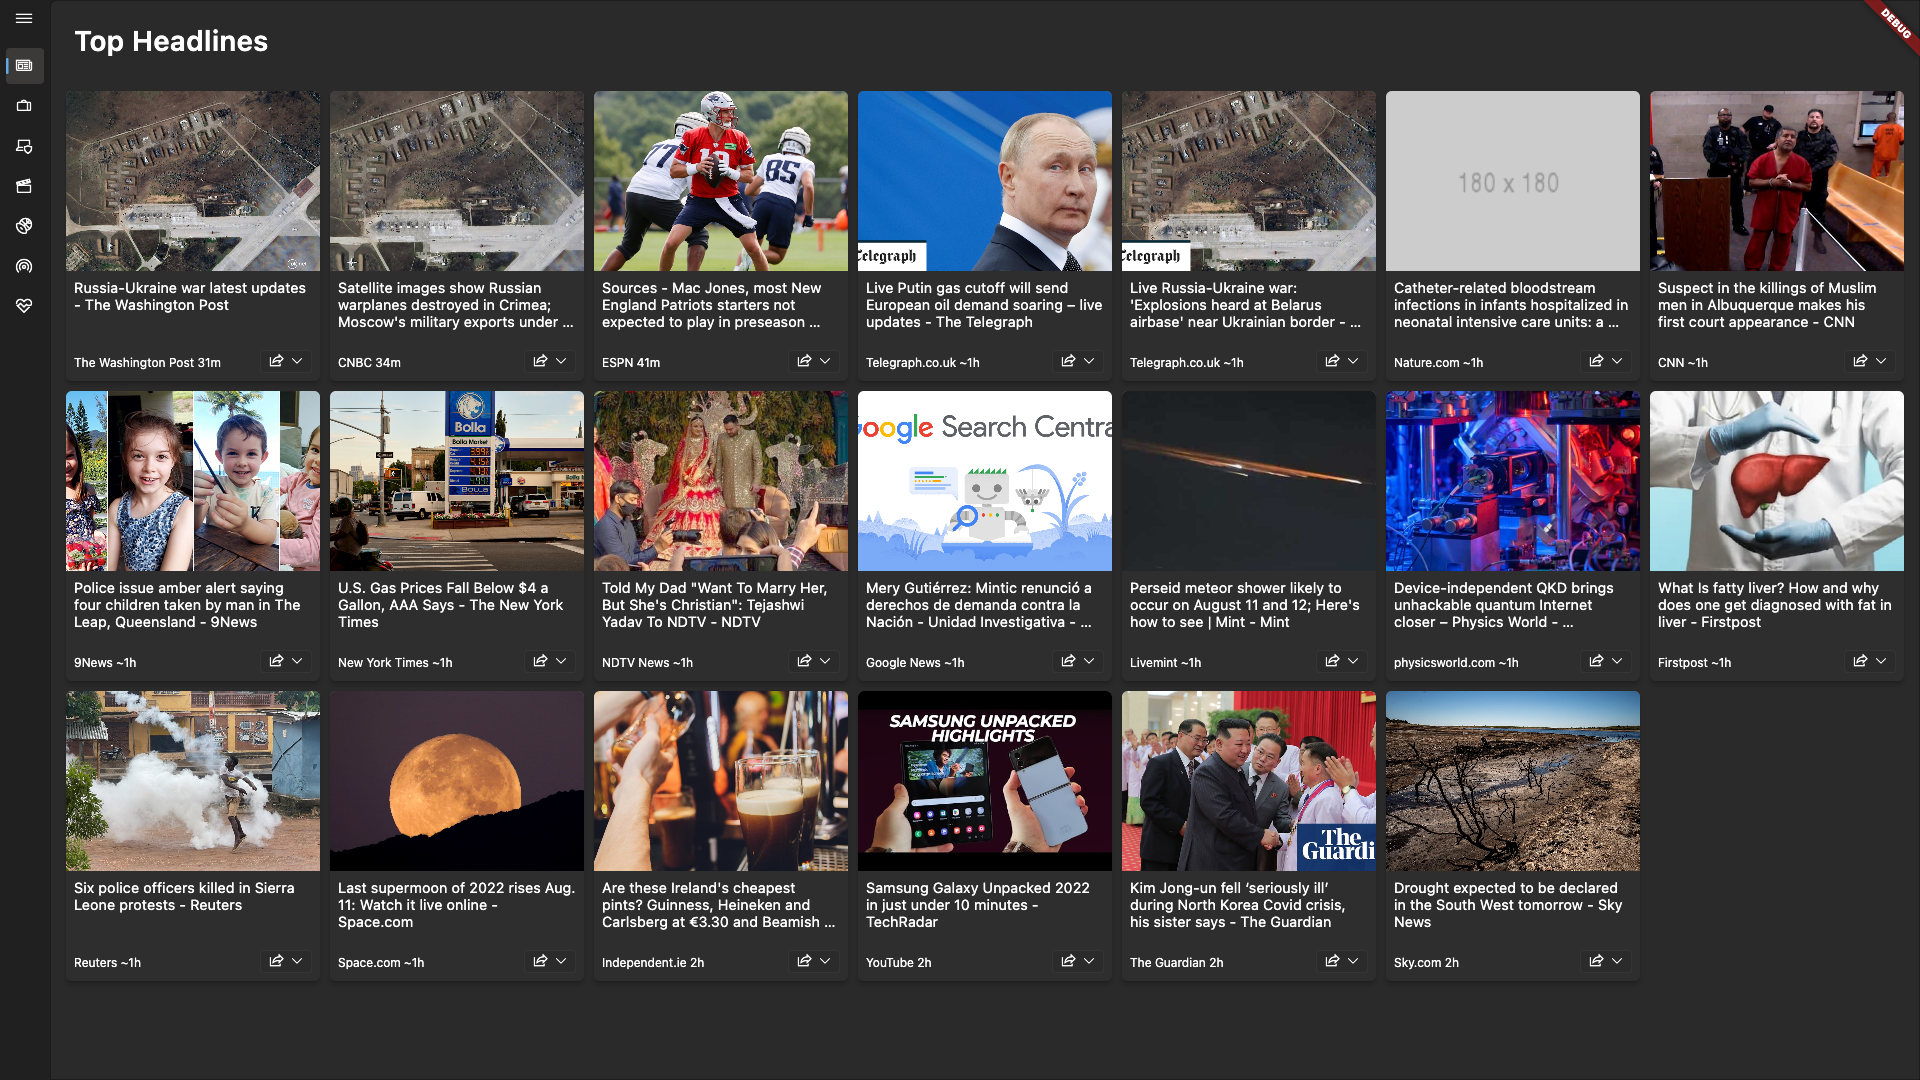 DEBUG
Top Headlines
77
10
85
Telegraph
Telegraph
180 x 180
Russia-Ukraine war latest updates
- The Washington Post
The Washington Post 31m
Satellite images show Russian
warplanes destroyed in Crimea;
Moscow's military exports under ...
CNBC 34m
Sources - Mac Jones, most New
England Patriots starters not
expected to play in preseason ...
ESPN 41m
Live Putin gas cutoff will send
European oil demand soaring – live
updates - The Telegraph
Telegraph.co.uk ~1h
Live Russia-Ukraine war:
'Explosions heard at Belarus
airbase' near Ukrainian border - ...
Telegraph.co.uk ~1h
Catheter-related bloodstream
infections in infants hospitalized in
neonatal intensive care units: a ...
Nature.com ~1h
Suspect in the killings of Muslim
men in Albuquerque makes his
first court appearance - CNN
CNN ~1h
Bolla
Bolla Market
BOLLA
oogle Search Centra
Police issue amber alert saying
four children taken by man in The
Leap, Queensland - 9News
9News ~1h
U.S. Gas Prices Fall Below $4 a
Gallon, AAA Says - The New York
Times
New York Times ~1h
Told My Dad "Want To Marry Her,
But She's Christian": Tejashwi
Yadav To NDTV - NDTV
NDTV News ~1h
Mery Gutiérrez: Mintic renunció a
derechos de demanda contra la
Nación - Unidad Investigativa - ...
Google News ~1h
Perseid meteor shower likely to
occur on August 11 and 12; Here's
how to see | Mint - Mint
Livemint ~1h
Device-independent QKD brings
unhackable quantum Internet
closer – Physics World - ...
physicsworld.com ~1h
What Is fatty liver? How and why
does one get diagnosed with fat in
liver - Firstpost
Firstpost ~1h
SAMSUNG UNPACKED
HIGHLIGHTS
The
Guardi
Six police officers killed in Sierra
Leone protests - Reuters
Reuters ~1h
Last supermoon of 2022 rises Aug.
11: Watch it live online -
Space.com
Space.com ~1h
Are these Ireland's cheapest
pints? Guinness, Heineken and
Carlsberg at €3.30 and Beamish ...
Independent.ie 2h
Samsung Galaxy Unpacked 2022
in just under 10 minutes -
TechRadar
YouTube 2h
Kim Jong-un fell ‘seriously ill’
during North Korea Covid crisis,
his sister says - The Guardian
The Guardian 2h
Drought expected to be declared
in the South West tomorrow - Sky
News
Sky.com 2h